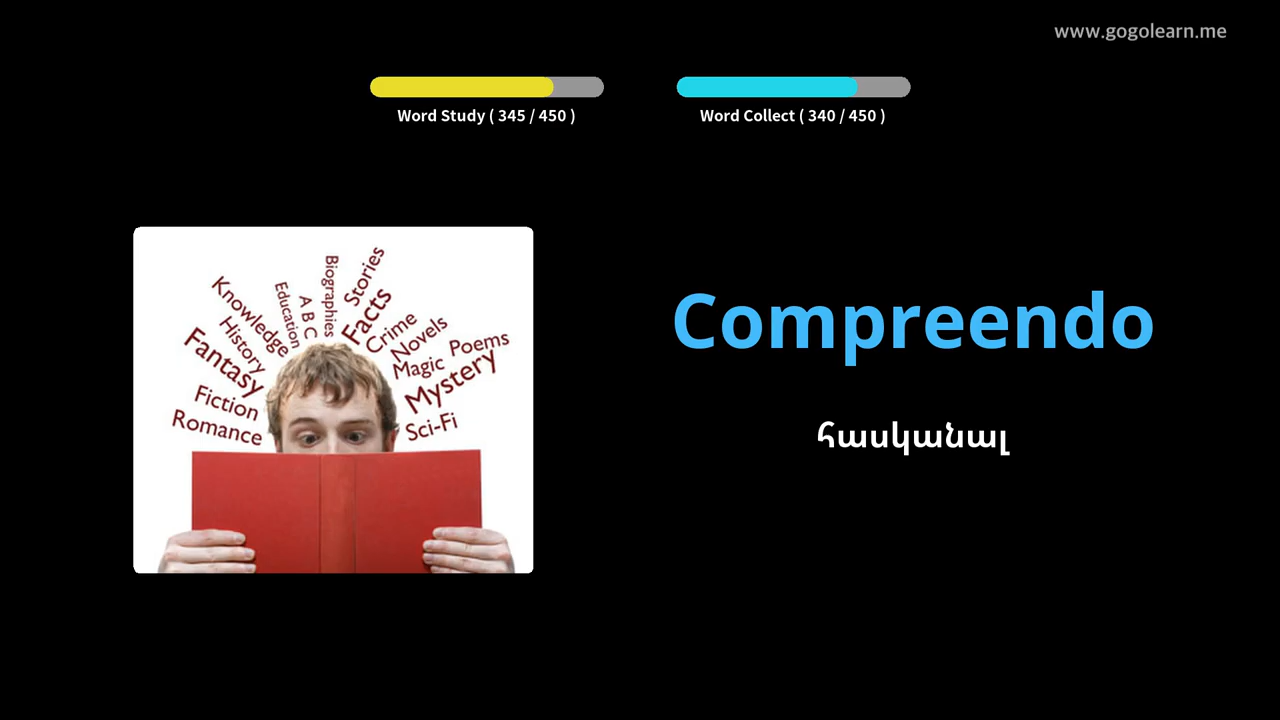 www.gogolearn.me
Word Study ( 345 / 450 )
Word Collect ( 340 / 450 )
Compreendo
հասկանալ
Knowledge
Education
A B C
Biographies
Stories
Facts
Crime
Novels
Poems
Magic
Mystery
Sci-Fi
History
Fantasy
Fiction
Romance